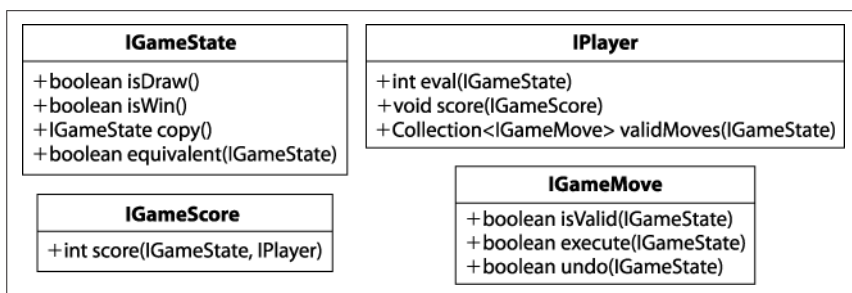 IGameState
+boolean isDraw()
+boolean isWin()
+IGameState copy()
+boolean equivalent(IGameState)
IPlayer
+int eval(IGameState)
+void score(IGameScore)
+Collection<IGameMove> validMoves(IGameState)
IGameScore
+int score(IGameState, IPlayer)
IGameMove
+boolean isValid(IGameState)
+boolean execute(IGameState)
+boolean undo(IGameState)